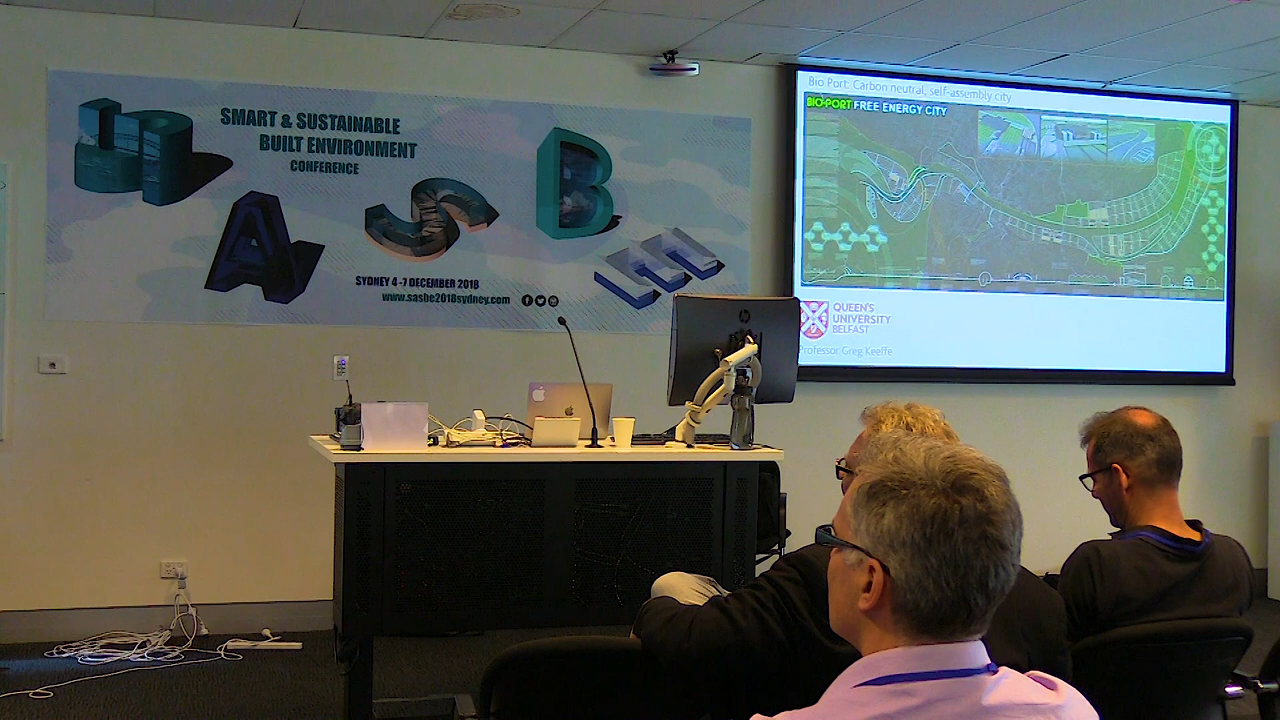 SMART & SUSTAINABLE
BUILT ENVIRONMENT
CONFERENCE
S
A
S
B
E
SYDNEY 4-7 DECEMBER 2018
www.sasbe2018sydney.com
Bio Port: Carbon neutral, self-assembly city
BIO-PORT FREE ENERGY CITY
QUEEN'S
UNIVERSITY
BELFAST
Professor Greg Keeffe
hp